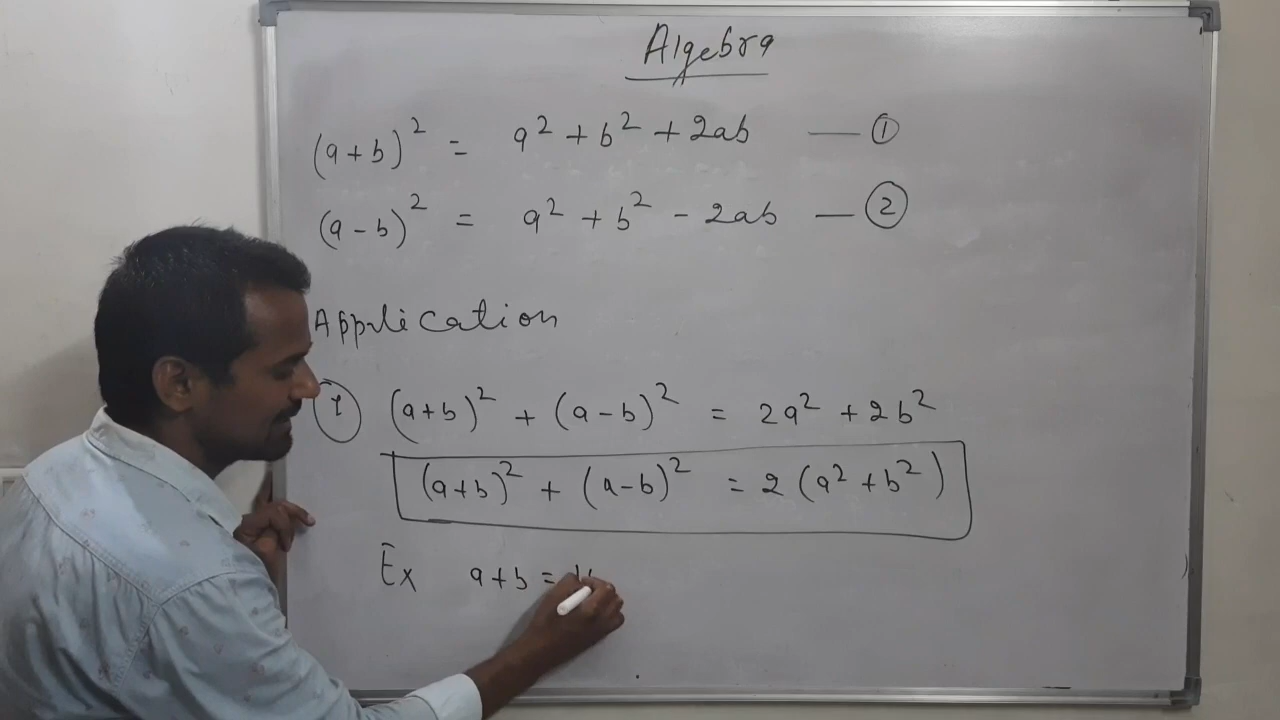 Algebra
(a+b)² = a² + b² + 2ab — ①
(a-b)² = a² + b² - 2ab — ②
Application
① (a+b)² + (a-b)² = 2a² + 2b²
(a+b)² + (a-b)² = 2 (a² + b²)
Ex a+b =